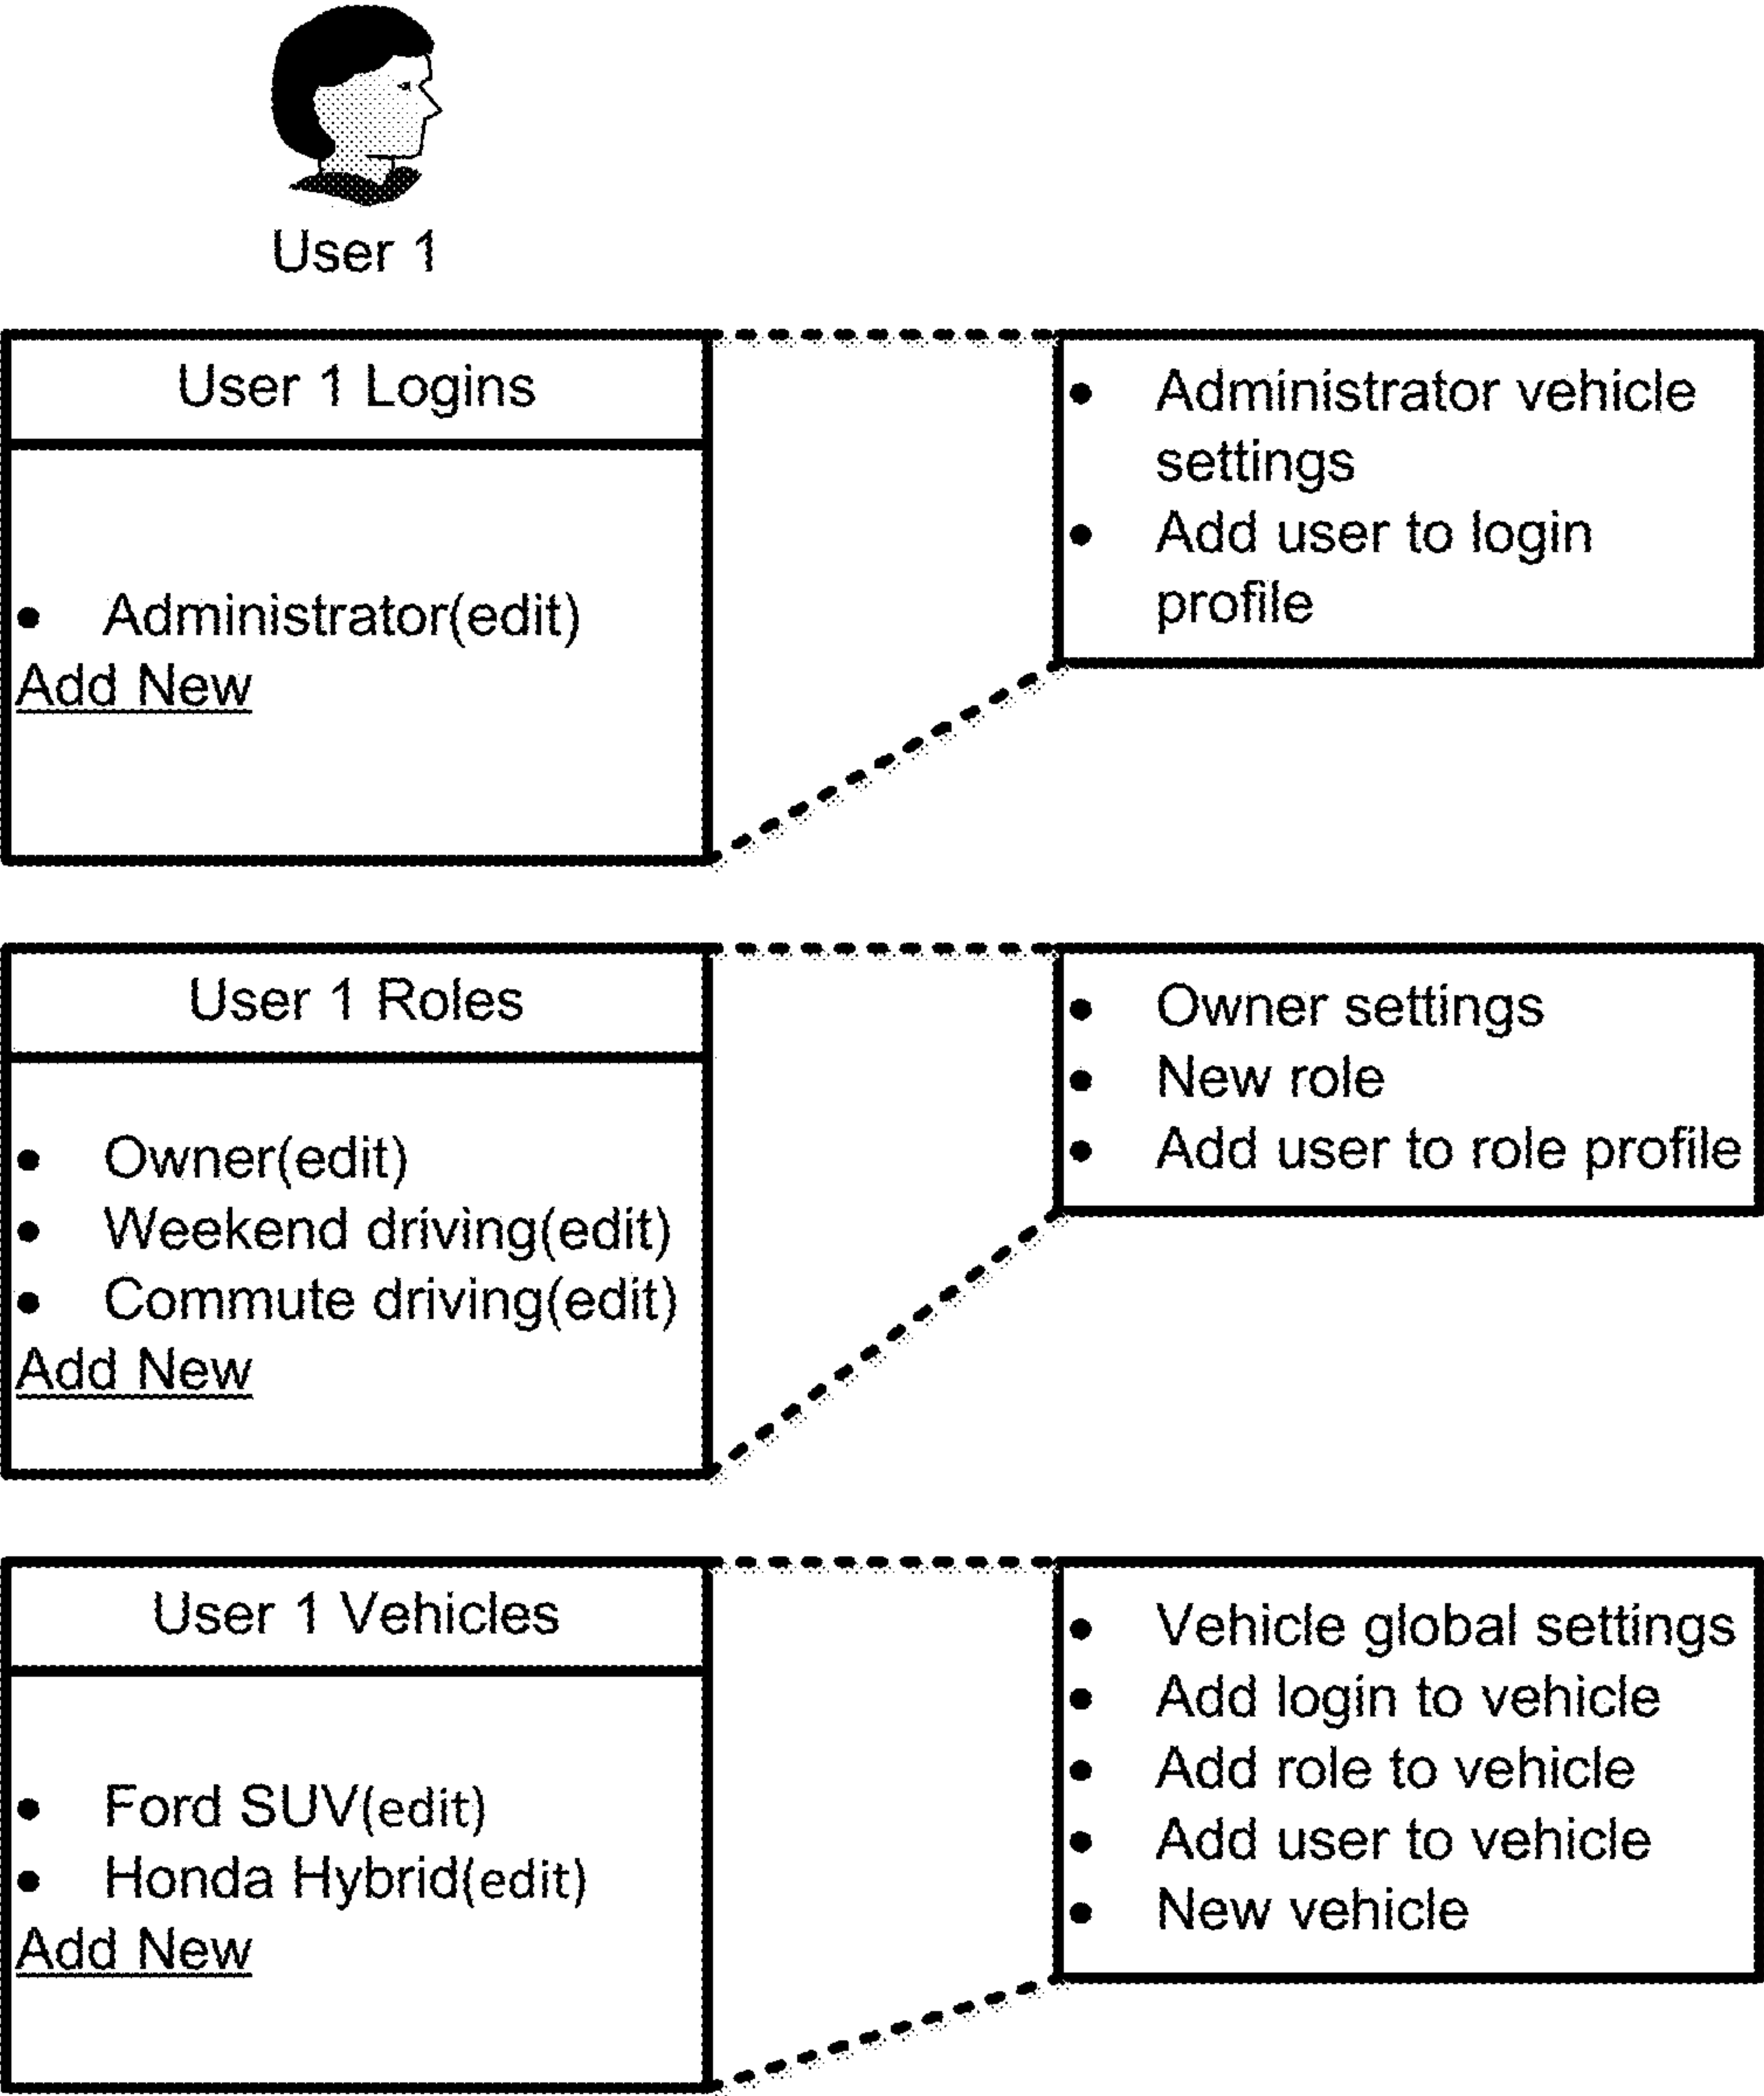 User 1
User 1 Logins
• Administrator(edit)
Add New
• Administrator vehicle
settings
• Add user to login
profile
User 1 Roles
• Owner(edit)
• Weekend driving(edit)
• Commute driving(edit)
Add New
• Owner settings
• New role
• Add user to role profile
User 1 Vehicles
• Ford SUV(edit)
• Honda Hybrid(edit)
Add New
• Vehicle global settings
• Add login to vehicle
• Add role to vehicle
• Add user to vehicle
• New vehicle